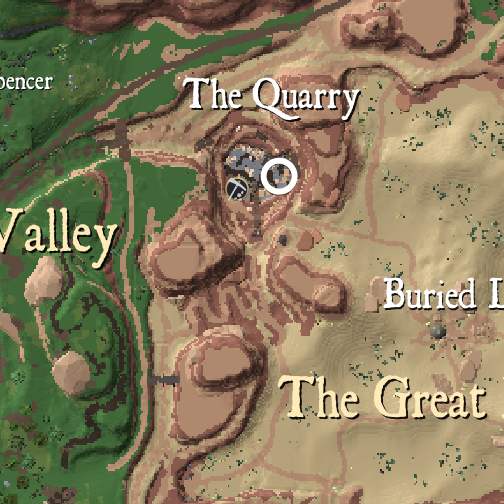 pencer
The Quarry
Valley
Buried L
The Great